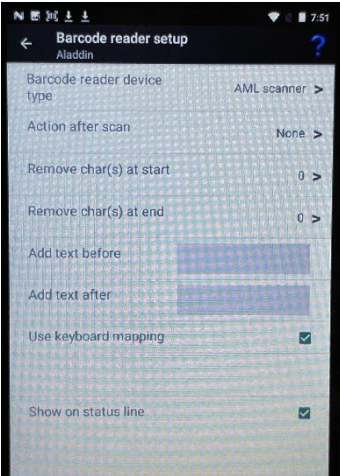 7:51
Barcode reader setup
Aladdin
?
Barcode reader device
type
AML scanner >
Action after scan
None >
Remove char(s) at start
0 >
Remove char(s) at end
0 >
Add text before
Add text after
Use keyboard mapping
Show on status line